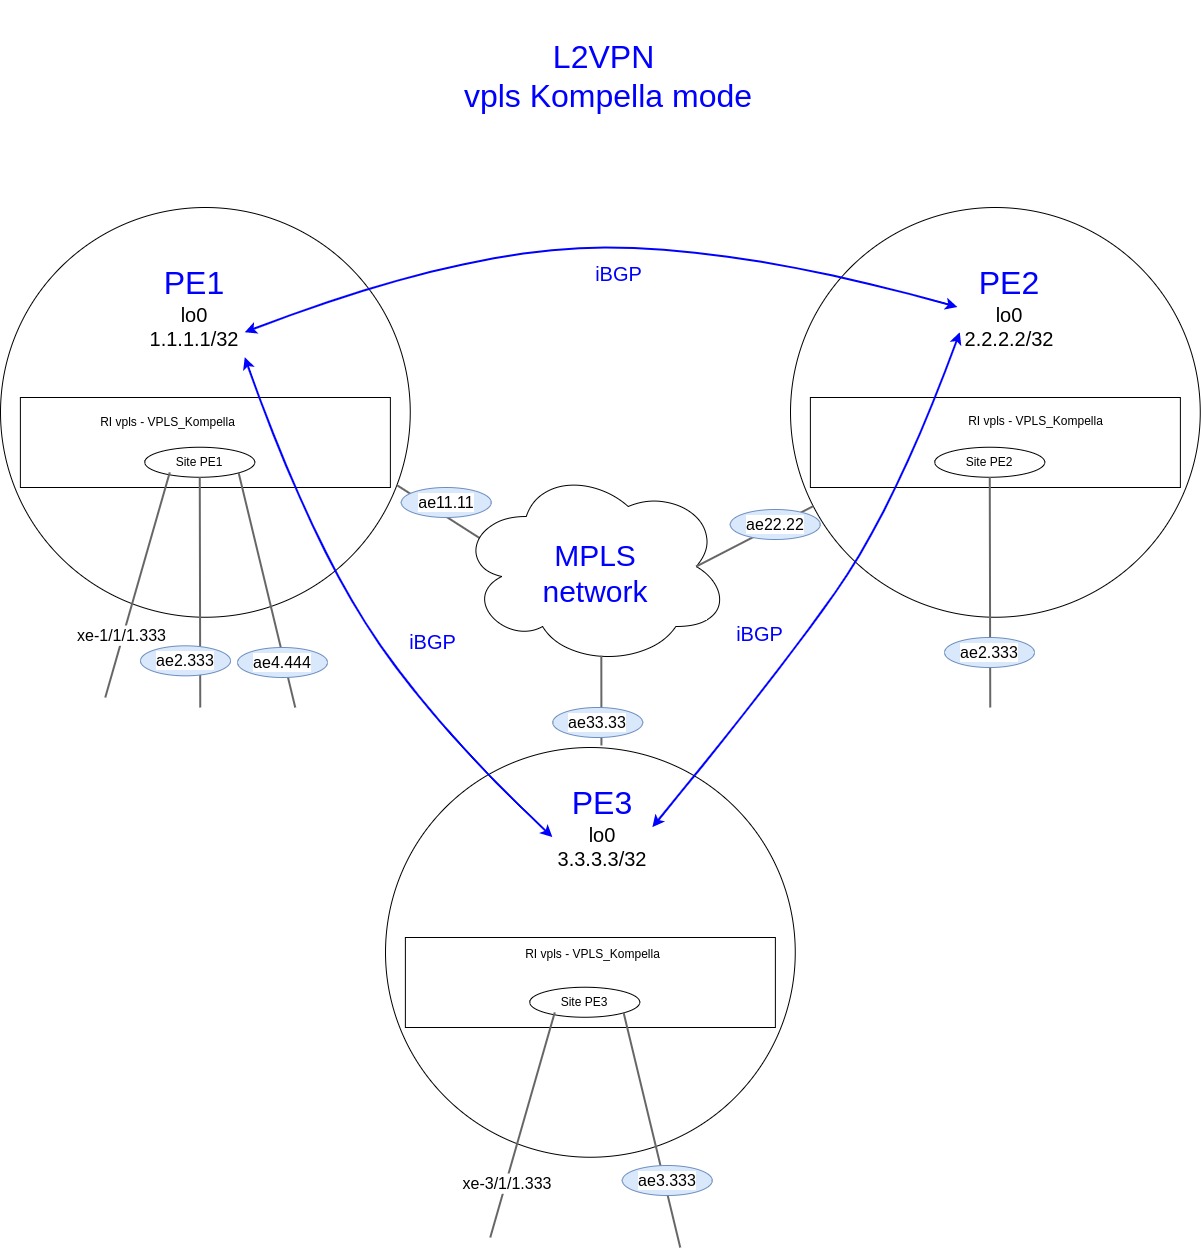 L2VPN
vpls Kompella mode
iBGP
PE1
lo0
1.1.1.1/32
PE2
lo0
2.2.2.2/32
RI vpls - VPLS_Kompella
Site PE1
RI vpls - VPLS_Kompella
Site PE2
ae11.11
ae22.22
MPLS
network
iBGP
iBGP
xe-1/1/1.333
ae2.333
ae4.444
ae2.333
ae33.33
PE3
lo0
3.3.3.3/32
RI vpls - VPLS_Kompella
Site PE3
xe-3/1/1.333
ae3.333